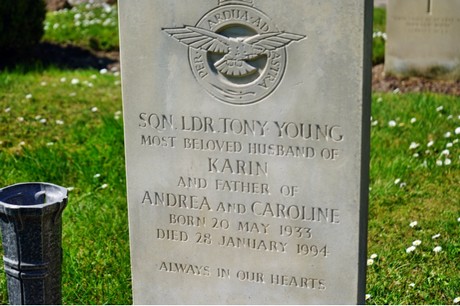 PER ARDUA AD ASTRA
SQN. LDR. TONY YOUNG
MOST BELOVED HUSBAND OF
KARIN
AND FATHER OF
ANDREA AND CAROLINE
BORN 20 MAY 1933
DIED 28 JANUARY 1994
ALWAYS IN OUR HEARTS